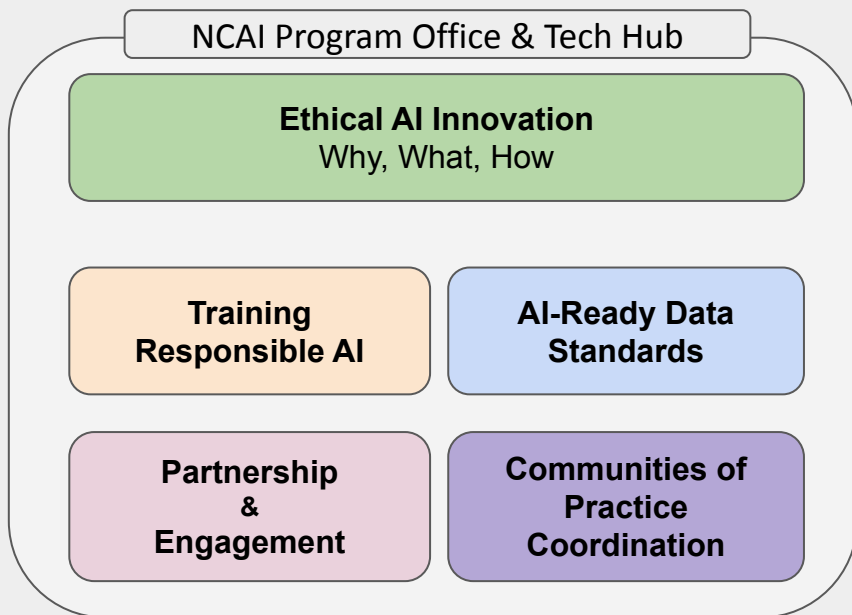 NCAI Program Office & Tech Hub
Ethical AI Innovation
Why, What, How
Training
Responsible AI
AI-Ready Data
Standards
Partnership
&
Engagement
Communities of
Practice
Coordination